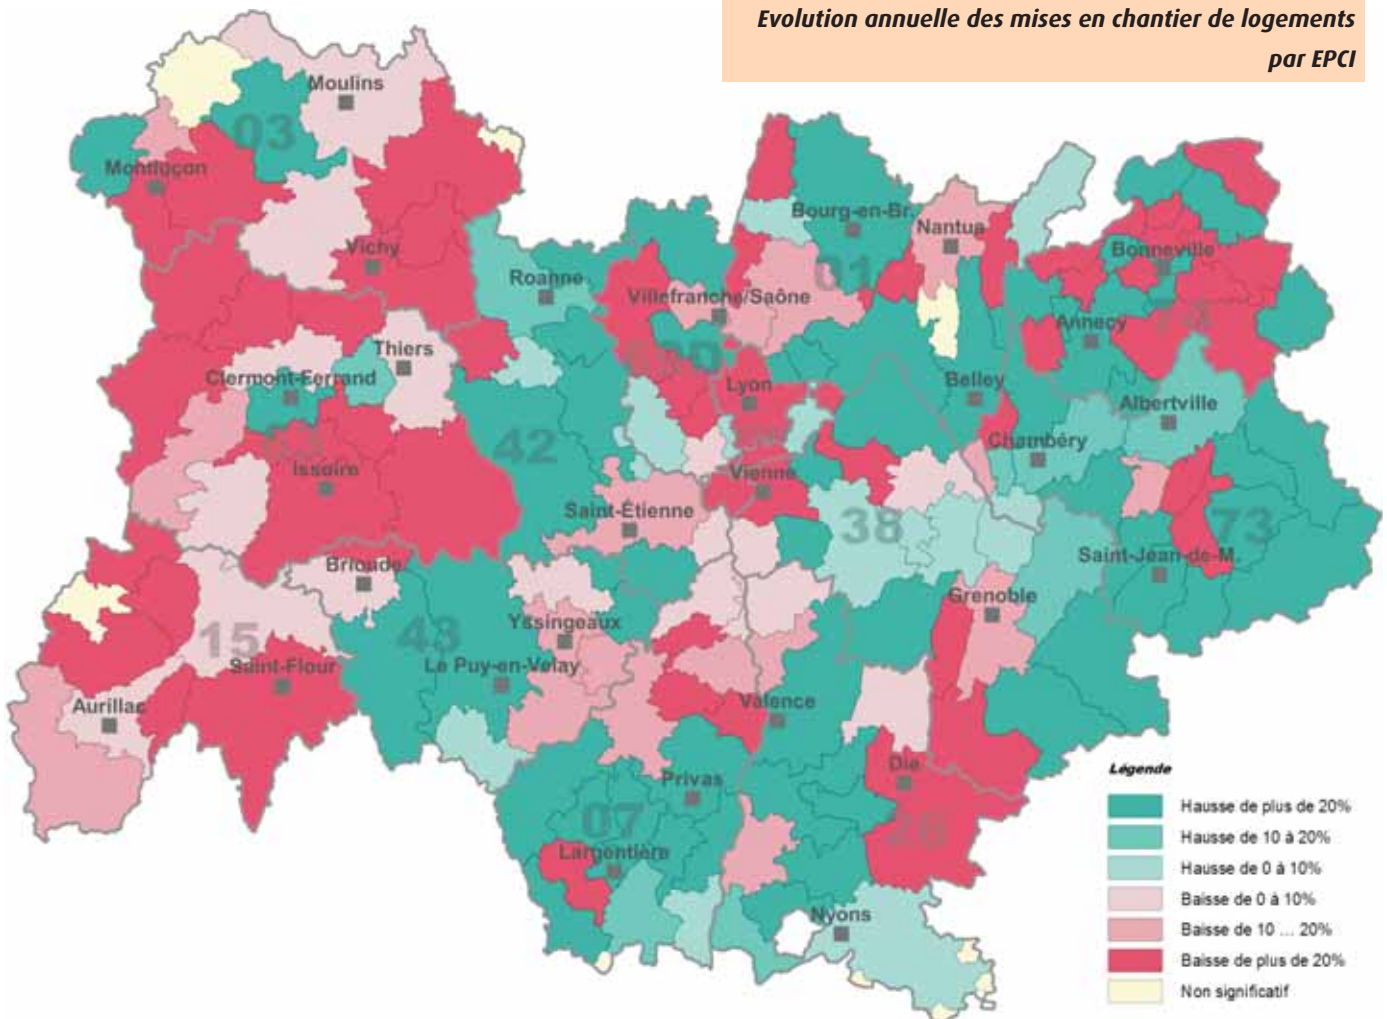 Evolution annuelle des mises en chantier de logements
par EPCI
Moulins
03
Montluçon
Vichy
Roanne
Bourg-en-Br.
Nantua
01
Bonneville
Villefranche/Saône
Annecy
74
Thiers
Clermont-Ferrand
Lyon
Belley
Albertville
63
Issoire
42
Chambéry
Vienne
Saint-Étienne
38
73
Saint-Jean-de-M.
Brioude
Grenoble
15
43
Yssingeaux
Saint-Flour
Le Puy-en-Velay
Aurillac
Valence
Die
Privas
07
26
Largentière
Nyons
Légende
Hausse de plus de 20%
Hausse de 10 à 20%
Hausse de 0 à 10%
Baisse de 0 à 10%
Baisse de 10 ... 20%
Baisse de plus de 20%
Non significatif